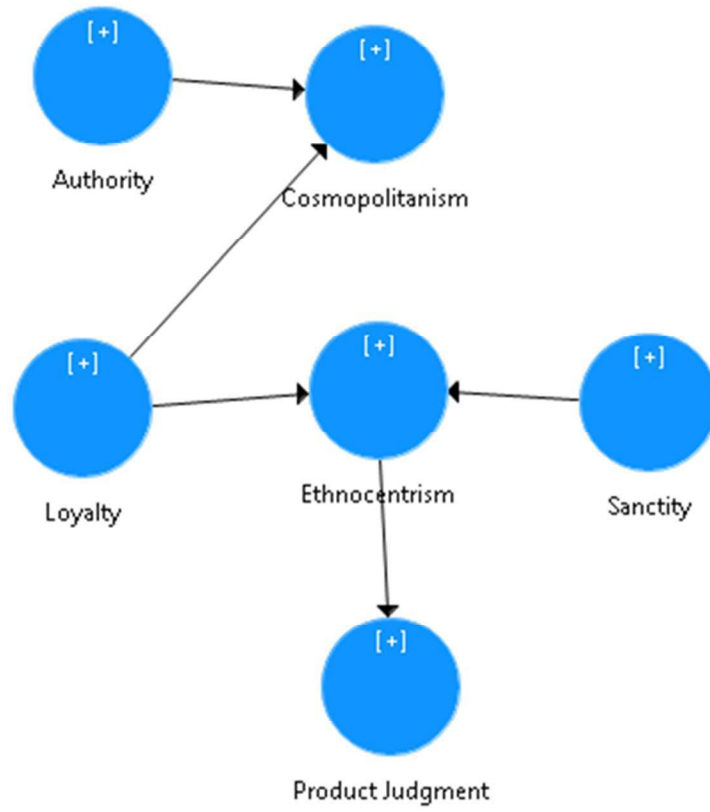 [+]
[+]
Authority
Cosmopolitanism
[+]
[+]
[+]
Loyalty
Ethnocentrism
Sanctity
[+]
Product Judgment